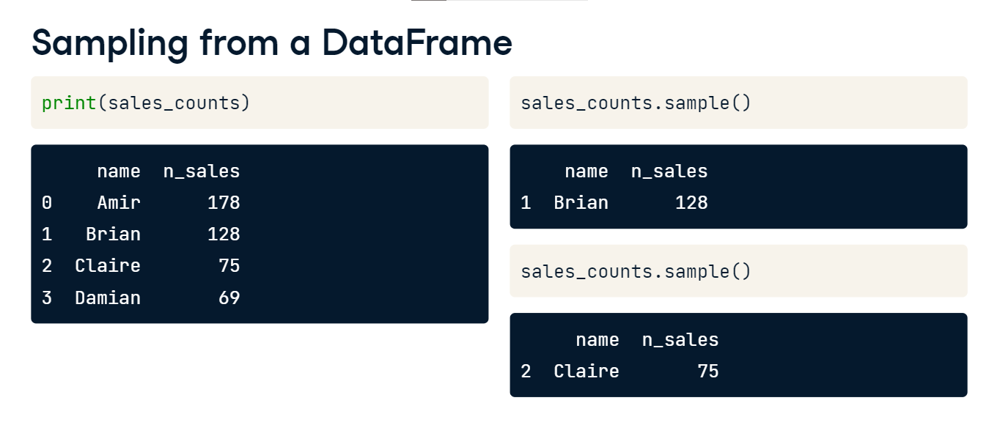 Sampling from a DataFrame
print(sales_counts)
     name  n_sales
0    Amir      178
1   Brian      128
2  Claire       75
3  Damian       69
sales_counts.sample()
    name  n_sales
1  Brian      128
sales_counts.sample()
     name  n_sales
2  Claire       75